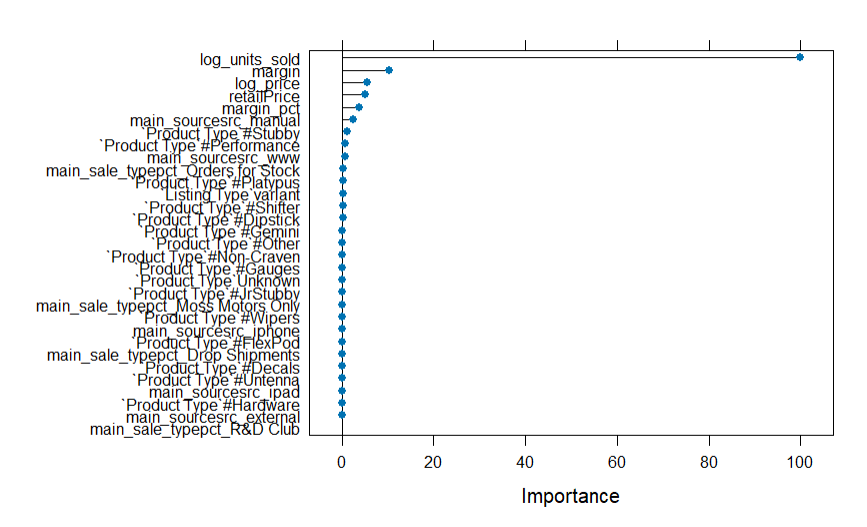 log_units_sold
margin
log_price
retailPrice
margin_pct
main_sourcesrc_manual
`Product Type`#Stubby
`Product Type`#Performance
main_sourcesrc_www
main_sale_typepct_Orders for Stock
`Product Type`#Platypus
`Listing Type`variant
`Product Type`#Shifter
`Product Type`#Dipstick
`Product Type`#Gemini
`Product Type`#Other
`Product Type`#Non-Craven
`Product Type`#Gauges
`Product Type`Unknown
`Product Type`#JrStubby
main_sale_typepct_Moss Motors Only
`Product Type`#Wipers
main_sourcesrc_iphone
`Product Type`#FlexPod
main_sale_typepct_Drop Shipments
`Product Type`#Decals
`Product Type`#Untenna
main_sourcesrc_ipad
`Product Type`#Hardware
main_sourcesrc_external
main_sale_typepct_R&D Club
0 20 40 60 80 100
Importance